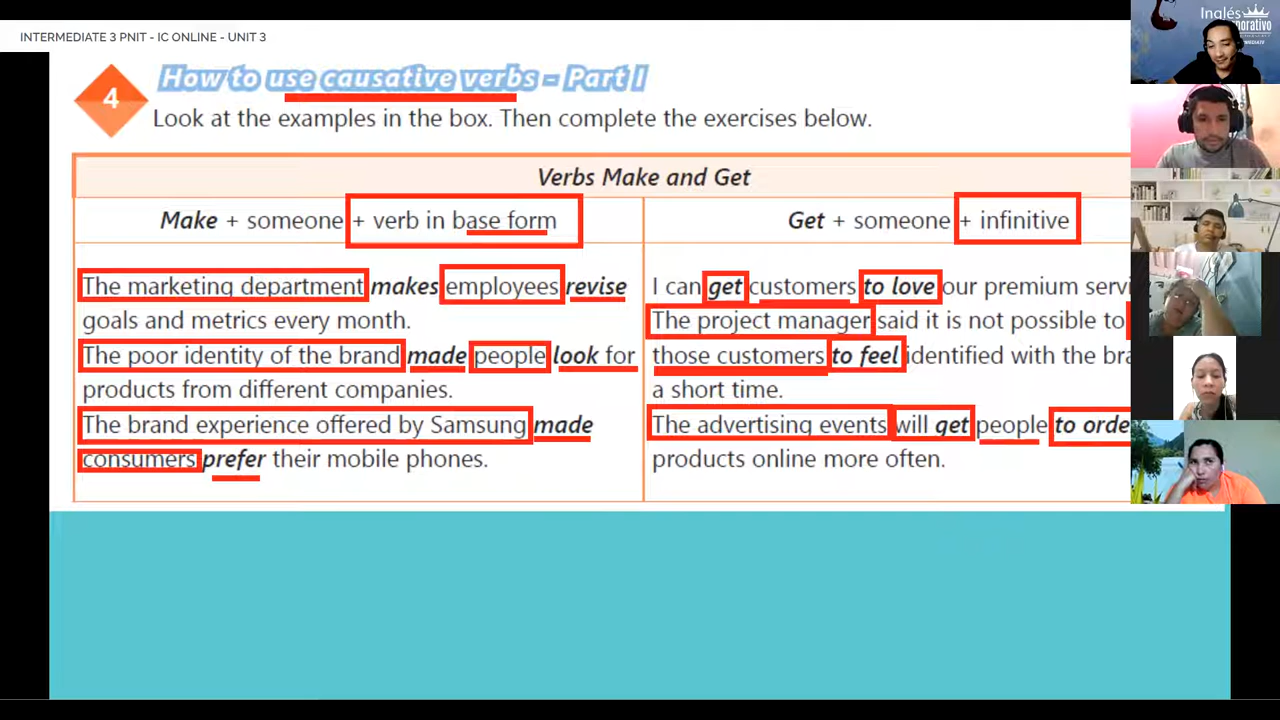 INTERMEDIATE 3 PNIT - IC ONLINE - UNIT 3
Inglés
4
How to use causative verbs - Part I
Look at the examples in the box. Then complete the exercises below.
Verbs Make and Get
Make + someone + verb in base form
Get + someone + infinitive
The marketing department makes employees revise
goals and metrics every month.
The poor identity of the brand made people look for
products from different companies.
The brand experience offered by Samsung made
consumers prefer their mobile phones.
I can get customers to love our premium servi
The project manager said it is not possible to
those customers to feel identified with the bra
a short time.
The advertising events will get people to orde
products online more often.